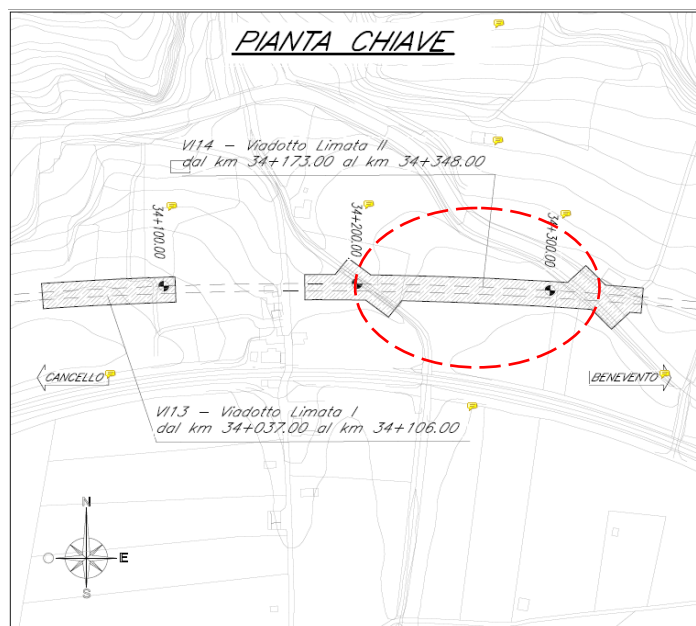 PIANTA CHIAVE
VI14 - Viadotto Limata II
dal km 34+173.00 al km 34+348.00
34+100.00
34+200.00
34+300.00
CANCELLO
BENEVENTO
VI13 - Viadotto Limata I
dal km 34+037.00 al km 34+106.00
N
O
E
S